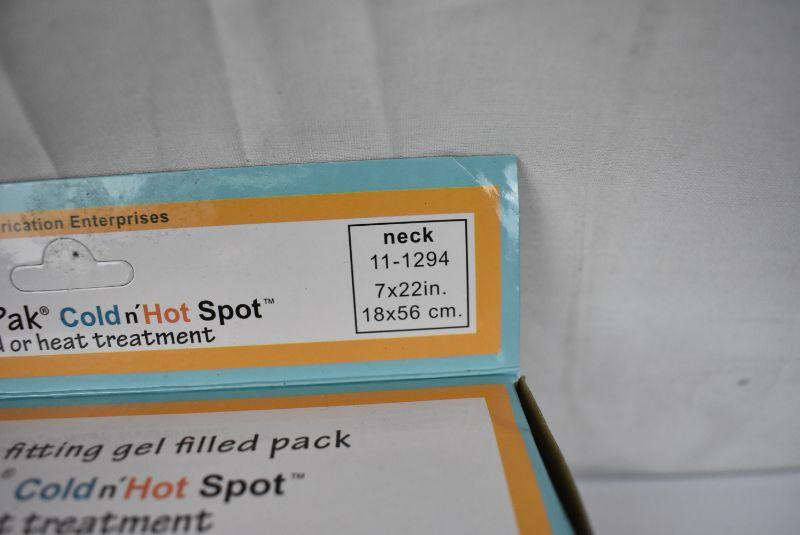 rication Enterprises
neck
11-1294
7x22in.
18x56 cm.
Pak® Cold n' Hot Spot™
d or heat treatment
fitting gel filled pack
® Cold n' Hot Spot™
t treatment